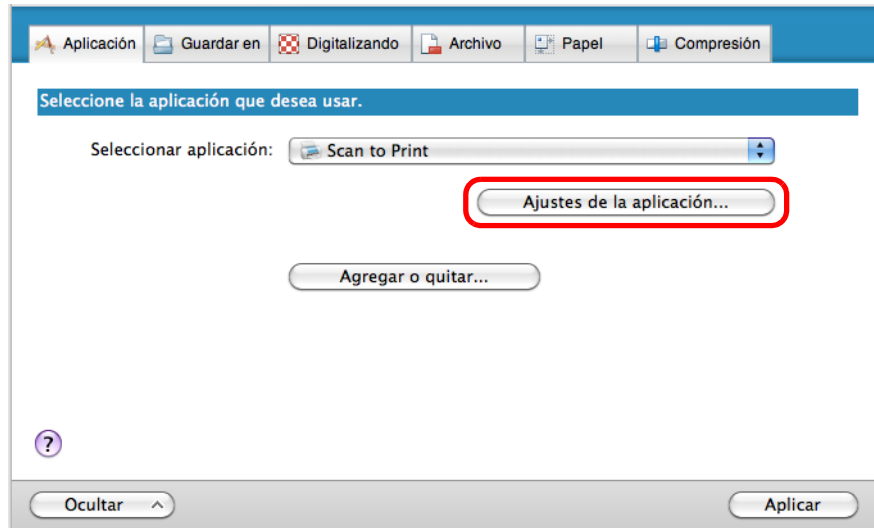 Aplicación Guardar en Digitalizando Archivo Papel Compresión
Seleccione la aplicación que desea usar.
Seleccionar aplicación: Scan to Print
Ajustes de la aplicación...
Agregar o quitar...
?
Ocultar Aplicar